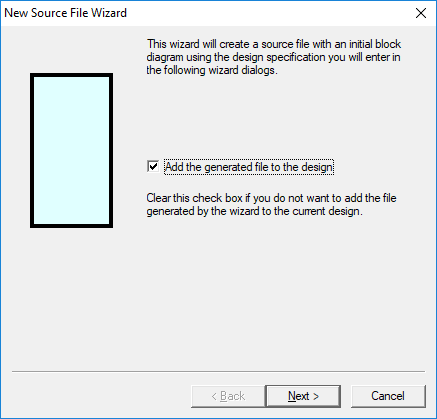 New Source File Wizard
This wizard will create a source file with an initial block
diagram using the design specification you will enter in
the following wizard dialogs.
Add the generated file to the design
Clear this check box if you do not want to add the file
generated by the wizard to the current design.
< Back
Next >
Cancel